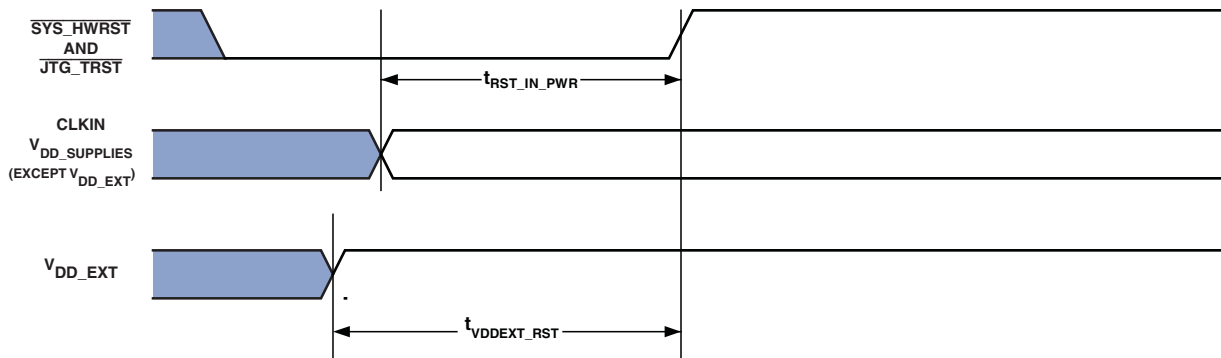 SYS_HWRST
AND
JTG_TRST
tRST_IN_PWR
CLKIN
VDD_SUPPLIES
(EXCEPT VDD_EXT)
VDD_EXT
tVDDEXT_RST